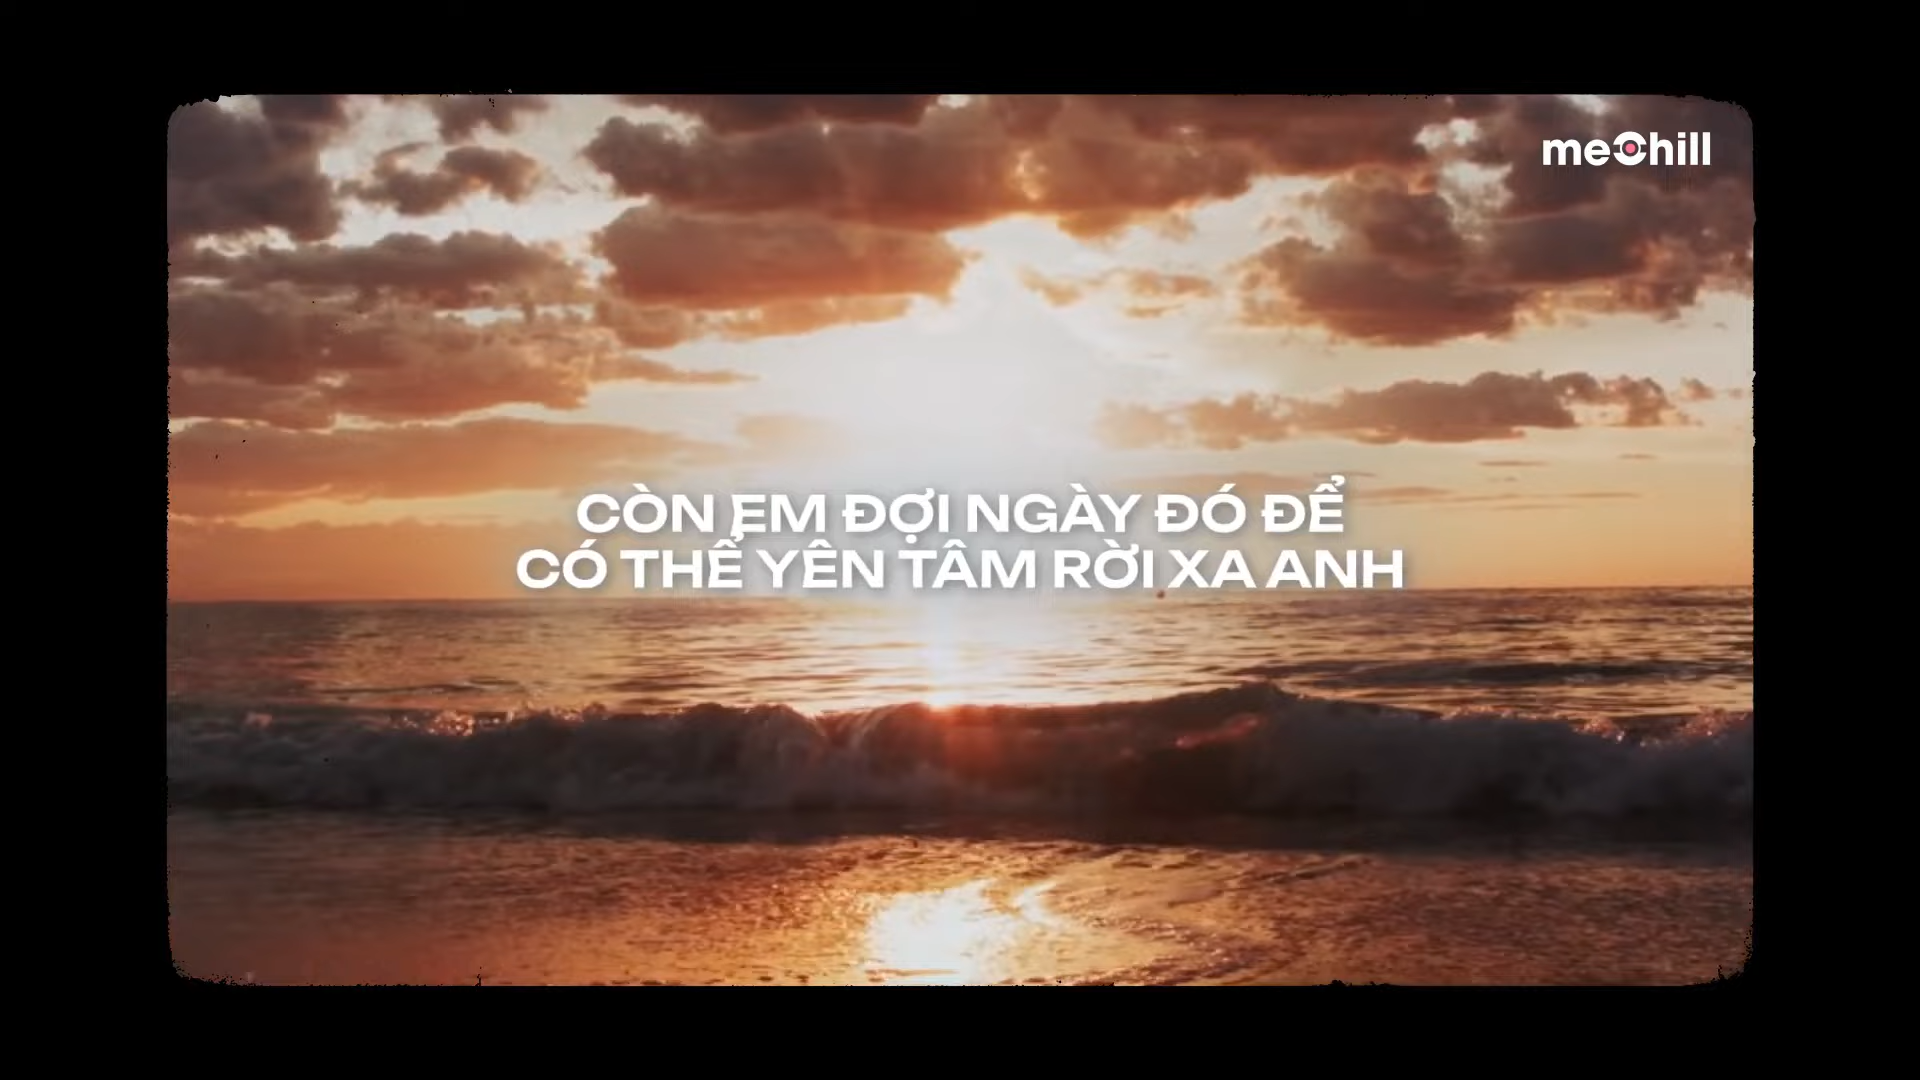 meChill
CÒN EM ĐỢI NGÀY ĐÓ ĐỂ
CÓ THỂ YÊN TÂM RỜI XA ANH